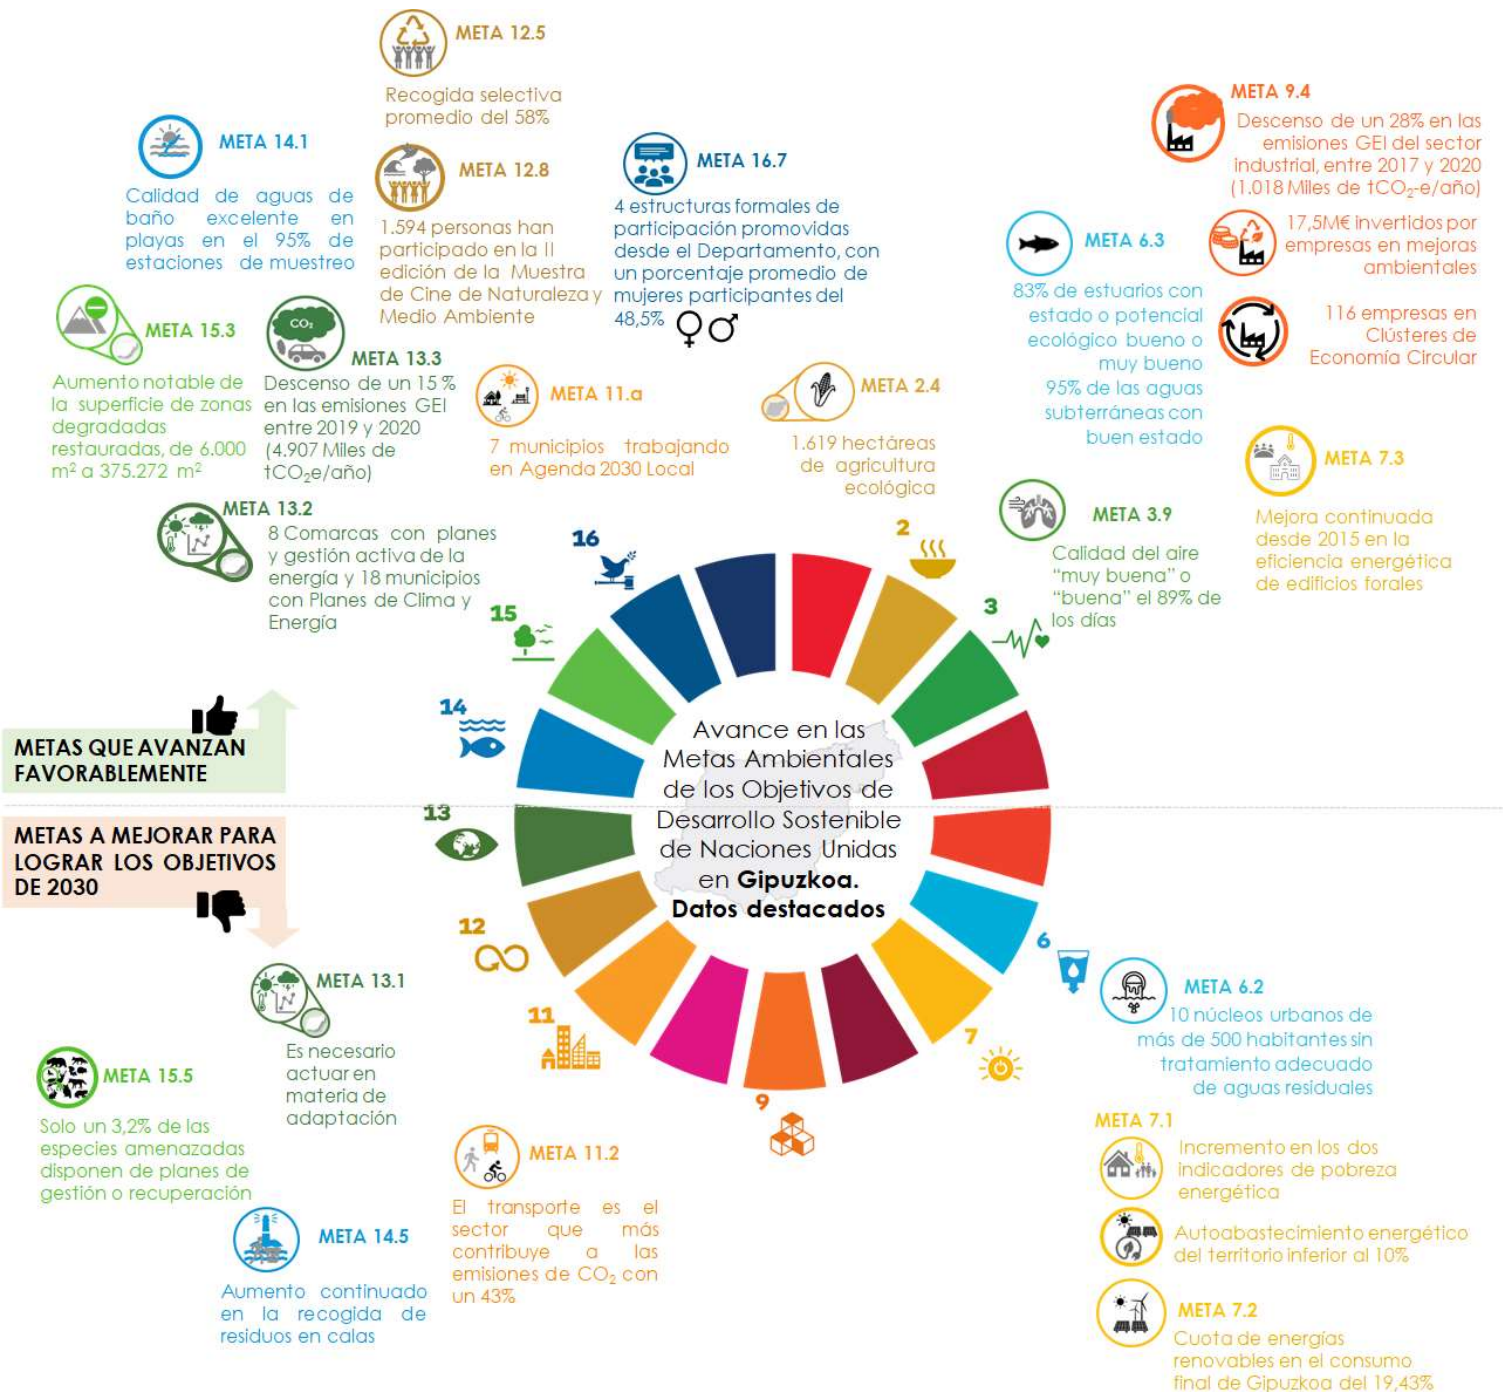 META 12.5
Recogida selectiva
promedio del 58%
META 9.4
Descenso de un 28% en las
emisiones GEI del sector
industrial, entre 2017 y 2020
(1.018 Miles de tCO₂-e/año)
META 14.1
Calidad de aguas de
baño excelente en
playas en el 95% de
estaciones de muestreo
META 12.8
1.594 personas han
participado en la II
edición de la Muestra
de Cine de Naturaleza y
Medio Ambiente
META 16.7
4 estructuras formales de
participación promovidas
desde el Departamento, con
un porcentaje promedio de
mujeres participantes del
48,5%
META 6.3
83% de estuarios con
estado o potencial
ecológico bueno o
muy bueno
95% de las aguas
subterráneas con
buen estado
17,5M€ invertidos por
empresas en mejoras
ambientales
116 empresas en
Clústeres de
Economía Circular
META 15.3
Aumento notable de
la superficie de zonas
degradadas
restauradas, de 6.000
m² a 375.272 m²
CO₂
META 13.3
Descenso de un 15 %
en las emisiones GEI
entre 2019 y 2020
(4.907 Miles de
tCO₂e/año)
META 11.a
7 municipios trabajando
en Agenda 2030 Local
META 2.4
1.619 hectáreas
de agricultura
ecológica
META 7.3
Mejora continuada
desde 2015 en la
eficiencia energética
de edificios forales
META 13.2
8 Comarcas con planes
y gestión activa de la
energía y 18 municipios
con Planes de Clima y
Energía
META 3.9
Calidad del aire
“muy buena” o
“buena” el 89% de
los días
16
2
15
3
14
METAS QUE AVANZAN
FAVORABLEMENTE
Avance en las
Metas Ambientales
de los Objetivos de
Desarrollo Sostenible
de Naciones Unidas
en Gipuzkoa.
Datos destacados
13
METAS A MEJORAR PARA
LOGRAR LOS OBJETIVOS
DE 2030
12
6
11
7
9
META 13.1
Es necesario
actuar en
materia de
adaptación
META 6.2
10 núcleos urbanos de
más de 500 habitantes sin
tratamiento adecuado
de aguas residuales
META 15.5
Solo un 3,2% de las
especies amenazadas
disponen de planes de
gestión o recuperación
META 11.2
El transporte es el
sector que más
contribuye a las
emisiones de CO₂ con
un 43%
META 7.1
Incremento en los dos
indicadores de pobreza
energética
Autoabastecimiento energético
del territorio inferior al 10%
META 14.5
Aumento continuado
en la recogida de
residuos en calas
META 7.2
Cuota de energías
renovables en el consumo
final de Gipuzkoa del 19,43%